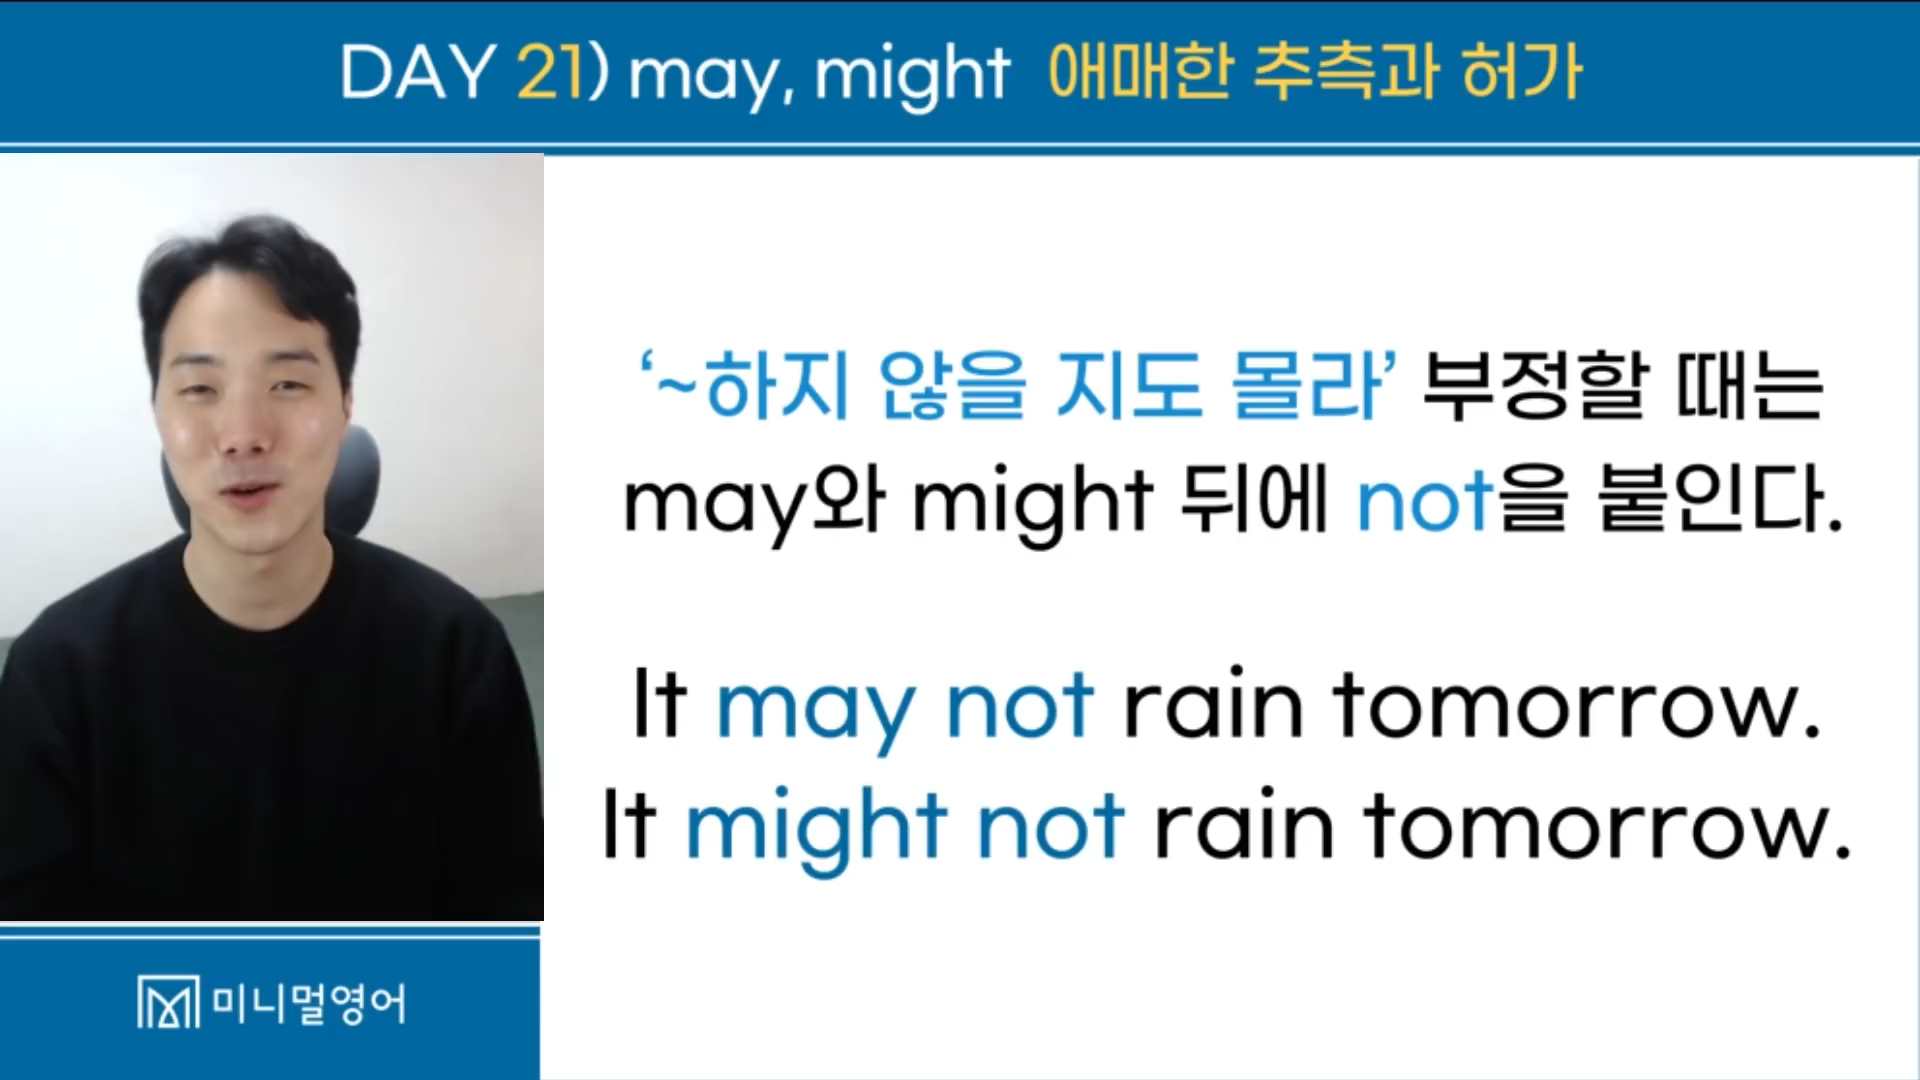 DAY 21) may, might 애매한 추측과 허가
‘~하지 않을 지도 몰라’ 부정할 때는
may와 might 뒤에 not을 붙인다.
It may not rain tomorrow.
It might not rain tomorrow.
미니멀영어